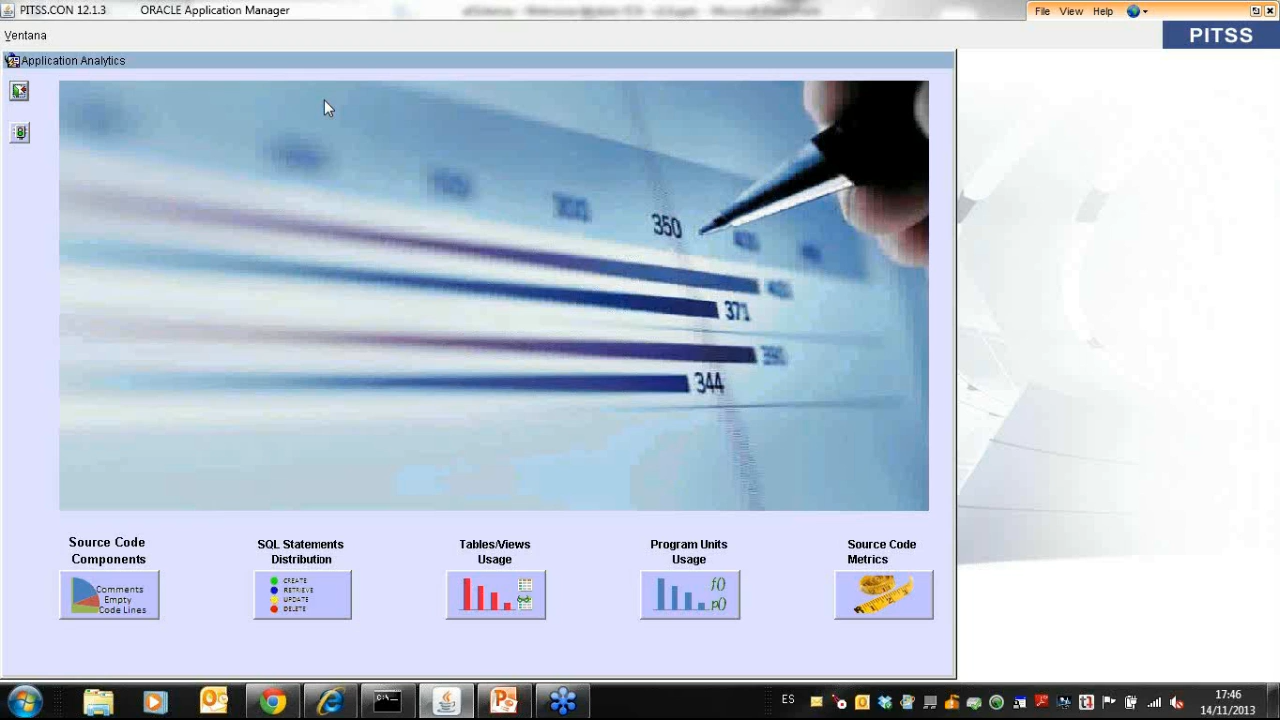 PITSS.CON 12.1.3 ORACLE Application Manager
File View Help
Ventana
PITSS
Application Analytics
350
371
344
Source Code Components
SQL Statements Distribution
Tables/Views Usage
Program Units Usage
Source Code Metrics
Comments
Empty
Code Lines
CREATE
RETRIEVE
UPDATE
DELETE
f()
p()
C:\.
ES
17:46
14/11/2013